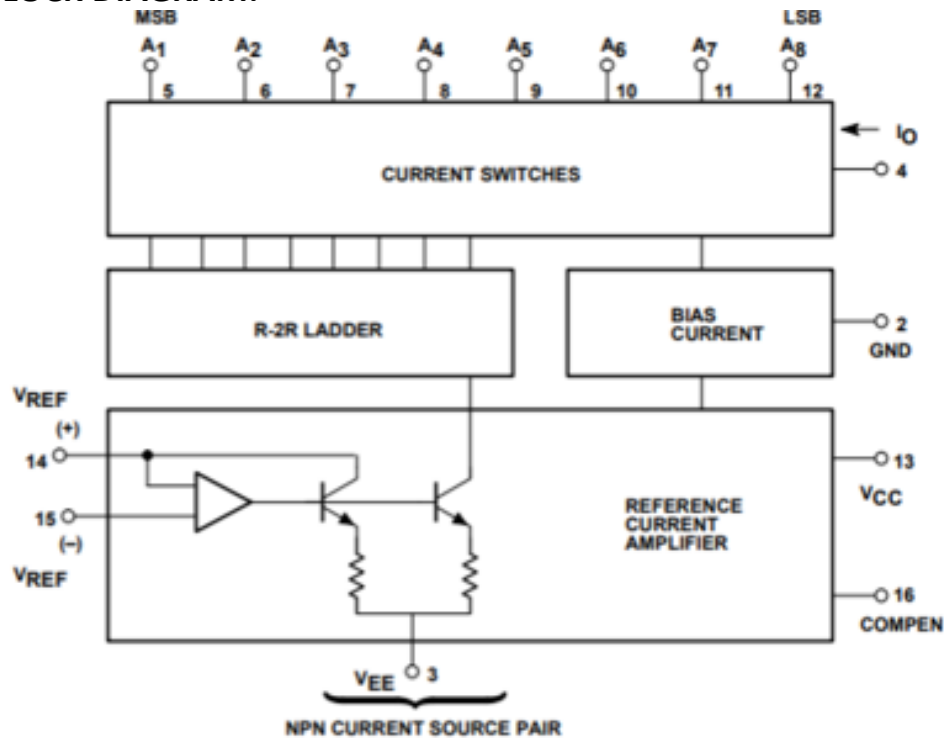 LOCK DIAGRAM:
MSB LSB
A1 A2 A3 A4 A5 A6 A7 A8
5 6 7 8 9 10 11 12
IO
CURRENT SWITCHES
4
R-2R LADDER
BIAS
CURRENT
2
GND
VREF
(+)
14
15
(–)
VREF
REFERENCE
CURRENT
AMPLIFIER
13
VCC
16
COMPEN
VEE 3
NPN CURRENT SOURCE PAIR